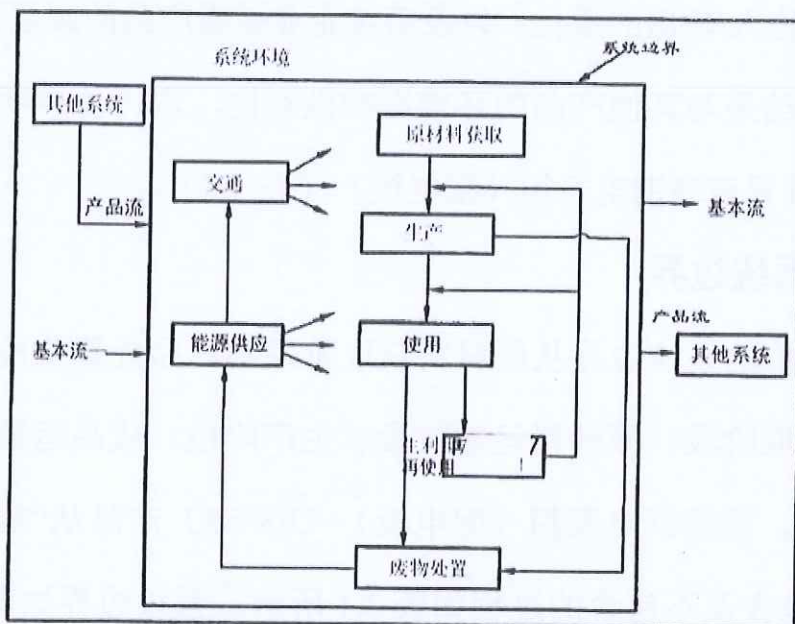 系统环境
系统边界
其他系统
原材料获取
交通
产品流
基本流
生产
产品流
能源供应
使用
基本流
其他系统
再使用
废物处置